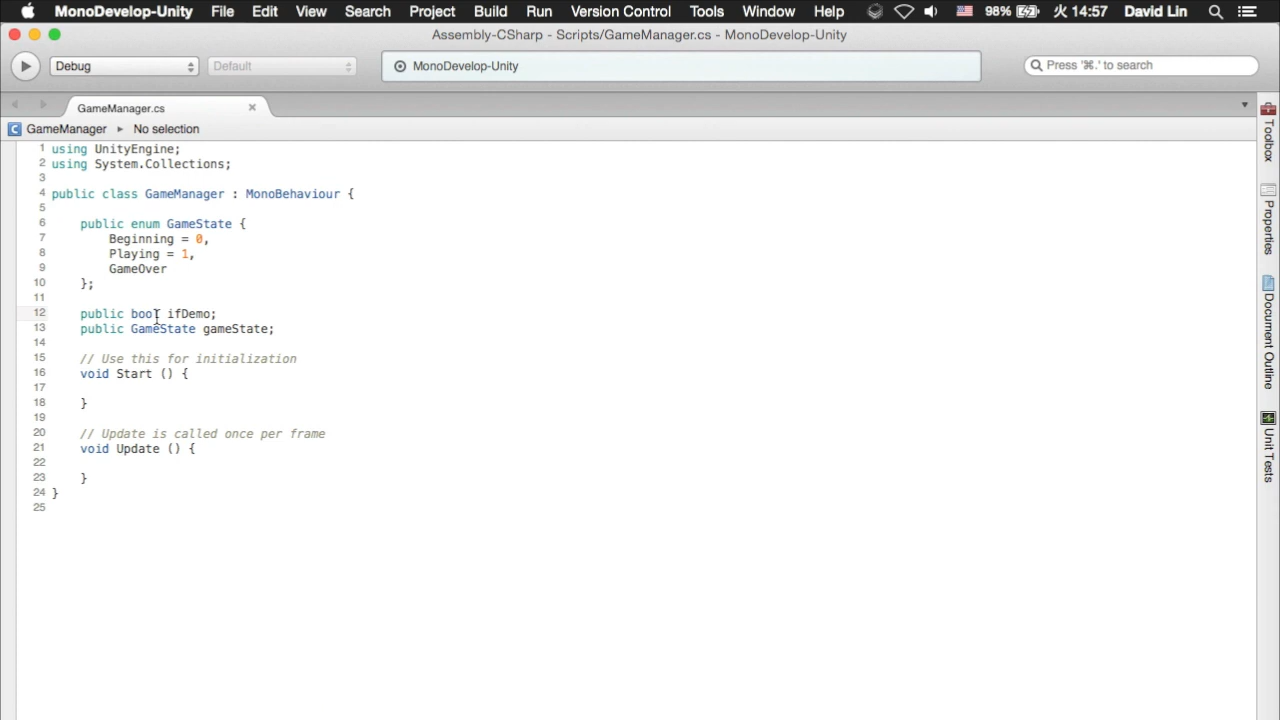 MonoDevelop-Unity File Edit View Search Project Build Run Version Control Tools Window Help 98% 火 14:57 David Lin
Assembly-CSharp - Scripts/GameManager.cs - MonoDevelop-Unity
Debug Default MonoDevelop-Unity Press '⌘.' to search
GameManager.cs
GameManager No selection
1 using UnityEngine;
2 using System.Collections;
3
4 public class GameManager : MonoBehaviour {
5
6 public enum GameState {
7 Beginning = 0,
8 Playing = 1,
9 GameOver
10 };
11
12 public bool ifDemo;
13 public GameState gameState;
14
15 // Use this for initialization
16 void Start () {
17
18 }
19
20 // Update is called once per frame
21 void Update () {
22
23 }
24 }
25
Toolbox
Properties
Document Outline
Unit Tests